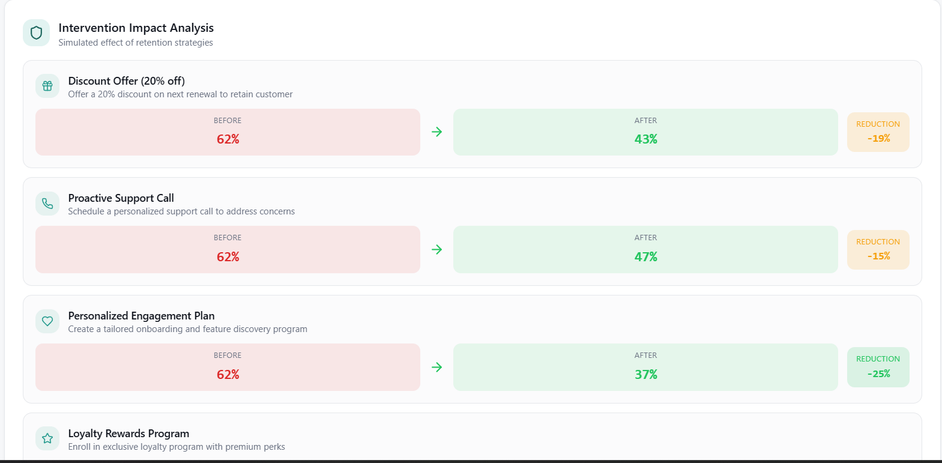 Intervention Impact Analysis
Simulated effect of retention strategies
Discount Offer (20% off)
Offer a 20% discount on next renewal to retain customer
BEFORE
62%
AFTER
43%
REDUCTION
-19%
Proactive Support Call
Schedule a personalized support call to address concerns
BEFORE
62%
AFTER
47%
REDUCTION
-15%
Personalized Engagement Plan
Create a tailored onboarding and feature discovery program
BEFORE
62%
AFTER
37%
REDUCTION
-25%
Loyalty Rewards Program
Enroll in exclusive loyalty program with premium perks